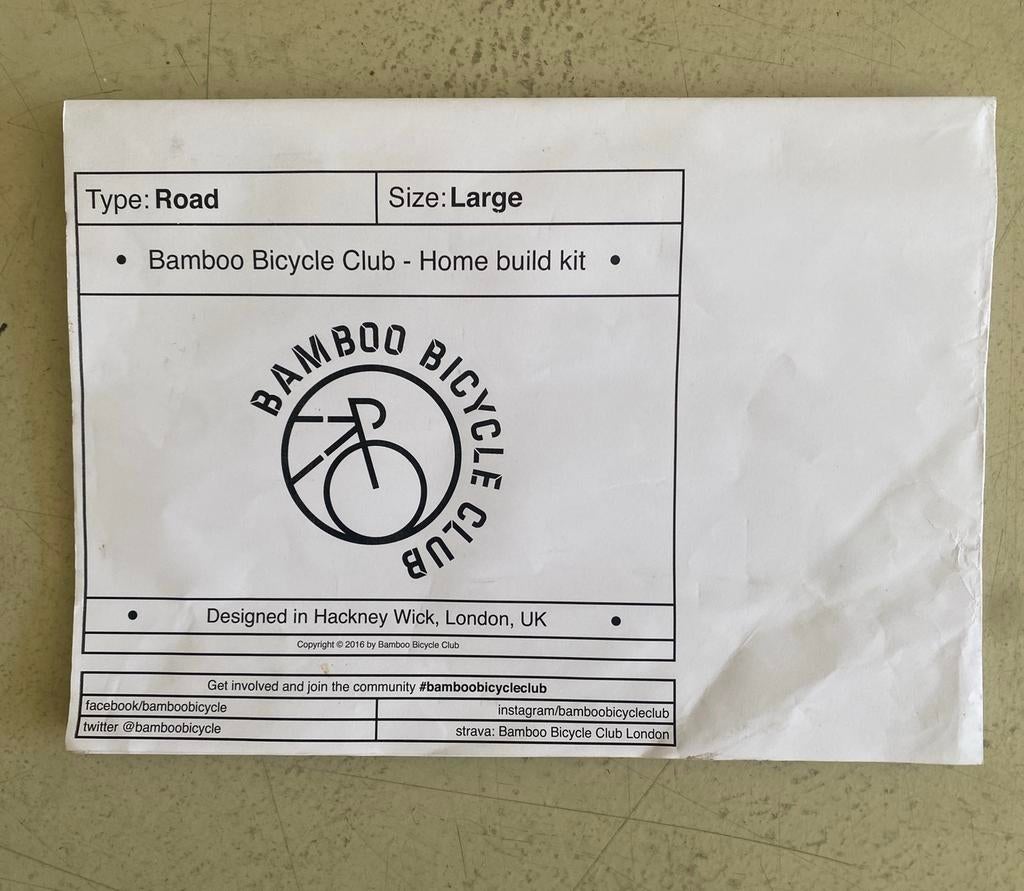 Type: Road Size: Large
• Bamboo Bicycle Club - Home build kit •
BAMBOO BICYCLE CLUB
• Designed in Hackney Wick, London, UK •
Copyright © 2016 by Bamboo Bicycle Club
Get involved and join the community #bamboobicycleclub
facebook/bamboobicycle instagram/bamboobicycleclub
twitter @bamboobicycle strava: Bamboo Bicycle Club London